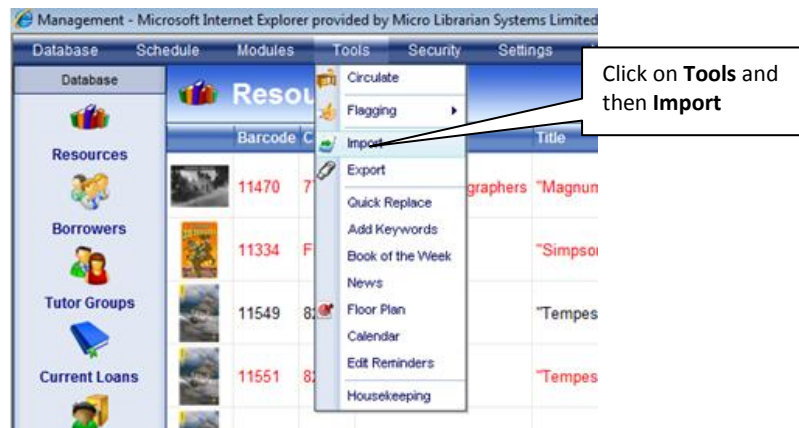 Management - Microsoft Internet Explorer provided by Micro Librarian Systems Limited
Database Schedule Modules Tools Security Settings
Database
Resources
Borrowers
Tutor Groups
Current Loans
Circulate
Flagging
Import
Export
Quick Replace
Add Keywords
Book of the Week
News
Floor Plan
Calendar
Edit Reminders
Housekeeping
Click on Tools and
then Import
Barcode Title
11470 "Magnum
11334 F "Simpso
11549 "Tempes
11551 "Tempes